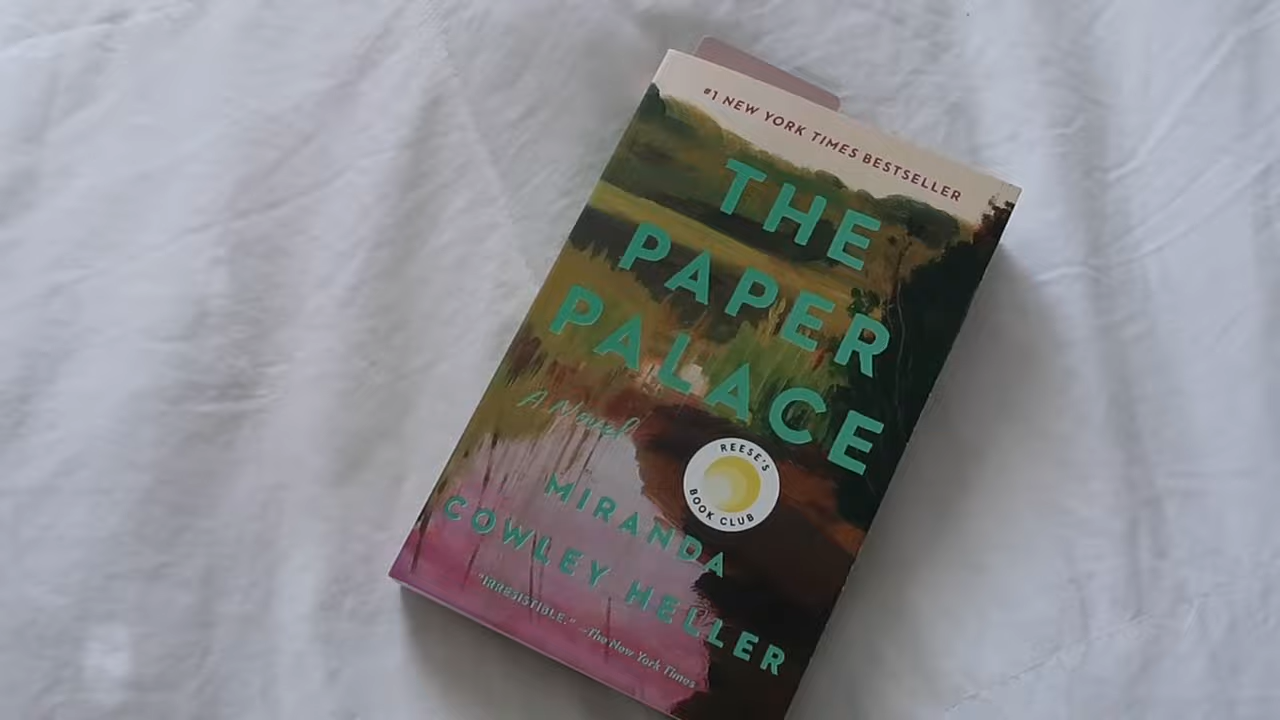 #1 NEW YORK TIMES BESTSELLER
THE
PAPER
PALACE
A Novel
REESE'S
BOOK CLUB
MIRANDA
COWLEY HELLER
"IRRESISTIBLE." —The New York Times